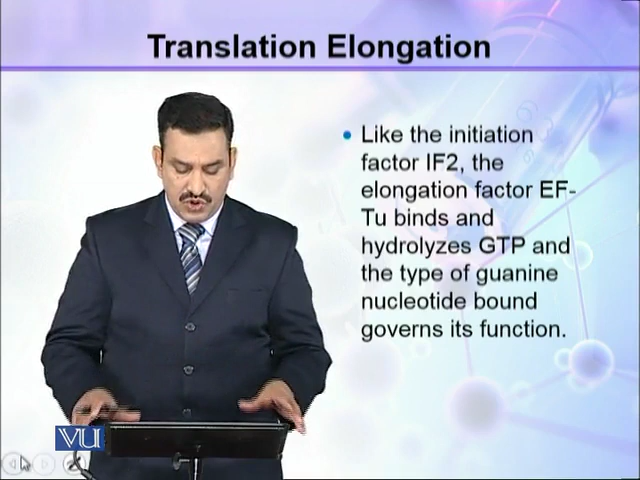 Translation Elongation
Like the initiation
factor IF2, the
elongation factor EF-
Tu binds and
hydrolyzes GTP and
the type of guanine
nucleotide bound
governs its function.
VU